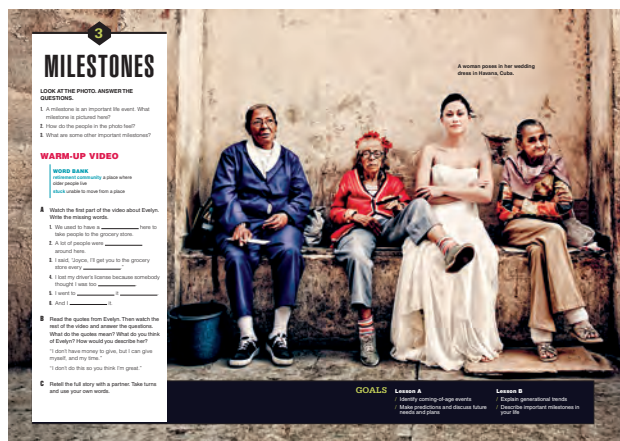 3
MILESTONES
LOOK AT THE PHOTO. ANSWER THE
QUESTIONS.
1. A milestone is an important life event. What
milestone is pictured here?
2. How do the people in the photo feel?
3. What are some other important milestones?
WARM-UP VIDEO
WORD BANK
retirement community a place where
older people live
stuck unable to move from a place
A Watch the first part of the video about Evelyn.
Write the missing words.
1. We used to have a ________ here to
take people to the grocery store.
2. A lot of people were ________
around here.
3. I said, "Joyce, I'll get you to the grocery
store every ________."
4. I lost my driver's license because somebody
thought I was too ________.
5. I went to ________ a ________.
6. And I ________ it.
B Read the quotes from Evelyn. Then watch the
rest of the video and answer the questions.
What do the quotes mean? What do you think
of Evelyn? How would you describe her?
"I don't have money to give, but I can give
myself, and my time."
"I don't do this so you think I'm great."
C Retell the full story with a partner. Take turns
and use your own words.
A woman poses in her wedding
dress in Havana, Cuba.
GOALS
Lesson A
/ Identify coming-of-age events
/ Make predictions and discuss future
needs and plans
Lesson B
/ Explain generational trends
/ Describe important milestones in
your life